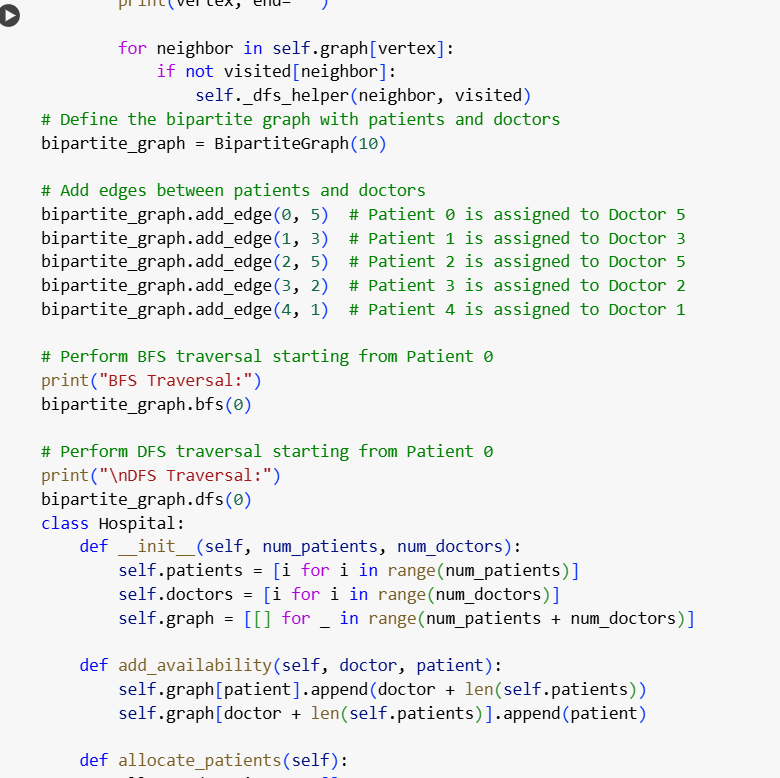 print(vertex, end=" ")
for neighbor in self.graph[vertex]:
if not visited[neighbor]:
self._dfs_helper(neighbor, visited)
# Define the bipartite graph with patients and doctors
bipartite_graph = BipartiteGraph(10)
# Add edges between patients and doctors
bipartite_graph.add_edge(0, 5)  # Patient 0 is assigned to Doctor 5
bipartite_graph.add_edge(1, 3)  # Patient 1 is assigned to Doctor 3
bipartite_graph.add_edge(2, 5)  # Patient 2 is assigned to Doctor 5
bipartite_graph.add_edge(3, 2)  # Patient 3 is assigned to Doctor 2
bipartite_graph.add_edge(4, 1)  # Patient 4 is assigned to Doctor 1
# Perform BFS traversal starting from Patient 0
print("BFS Traversal:")
bipartite_graph.bfs(0)
# Perform DFS traversal starting from Patient 0
print("\nDFS Traversal:")
bipartite_graph.dfs(0)
class Hospital:
def __init__(self, num_patients, num_doctors):
self.patients = [i for i in range(num_patients)]
self.doctors = [i for i in range(num_doctors)]
self.graph = [[] for _ in range(num_patients + num_doctors)]
def add_availability(self, doctor, patient):
self.graph[patient].append(doctor + len(self.patients))
self.graph[doctor + len(self.patients)].append(patient)
def allocate_patients(self):